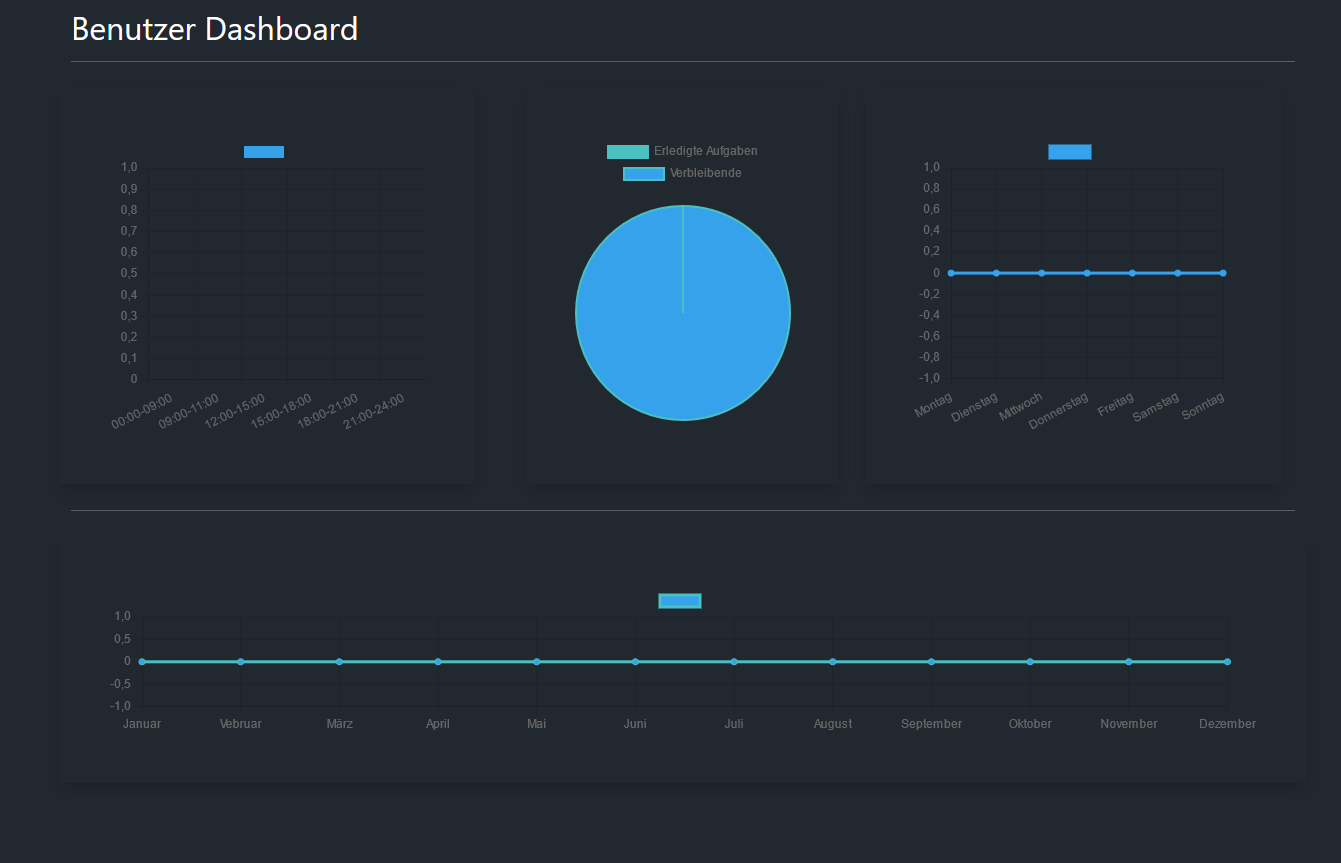 Benutzer Dashboard
1,0
0,9
0,8
0,7
0,6
0,5
0,4
0,3
0,2
0,1
0
00:00-09:00
09:00-11:00
12:00-15:00
15:00-18:00
18:00-21:00
21:00-24:00
Erledigte Aufgaben
Verbleibende
1,0
0,8
0,6
0,4
0,2
0
-0,2
-0,4
-0,6
-0,8
-1,0
Montag
Dienstag
Mittwoch
Donnerstag
Freitag
Samstag
Sonntag
1,0
0,5
0
-0,5
-1,0
Januar
Vebruar
März
April
Mai
Juni
Juli
August
September
Oktober
November
Dezember